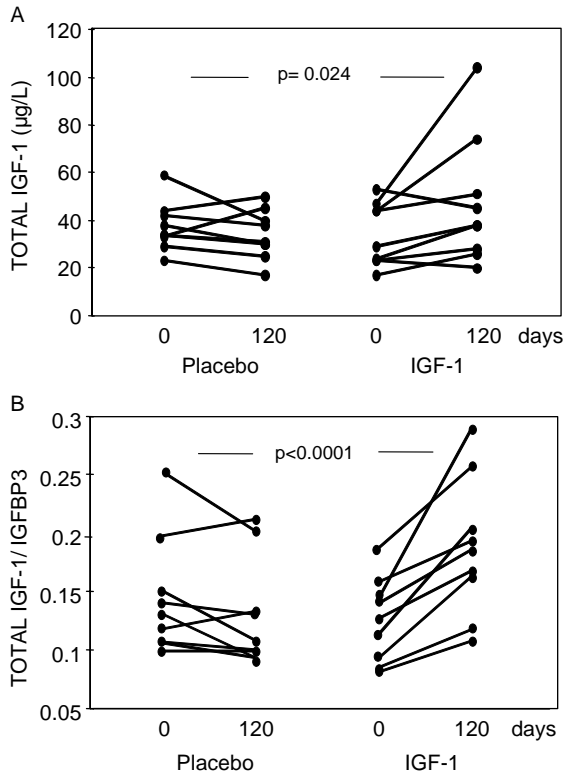 A
TOTAL IGF-1 (µg/L)
120
100
80
60
40
20
0
p= 0.024
0 120 0 120 days
Placebo IGF-1
B
TOTAL IGF-1/ IGFBP3
0.3
0.25
0.2
0.15
0.1
0.05
p<0.0001
0 120 0 120 days
Placebo IGF-1